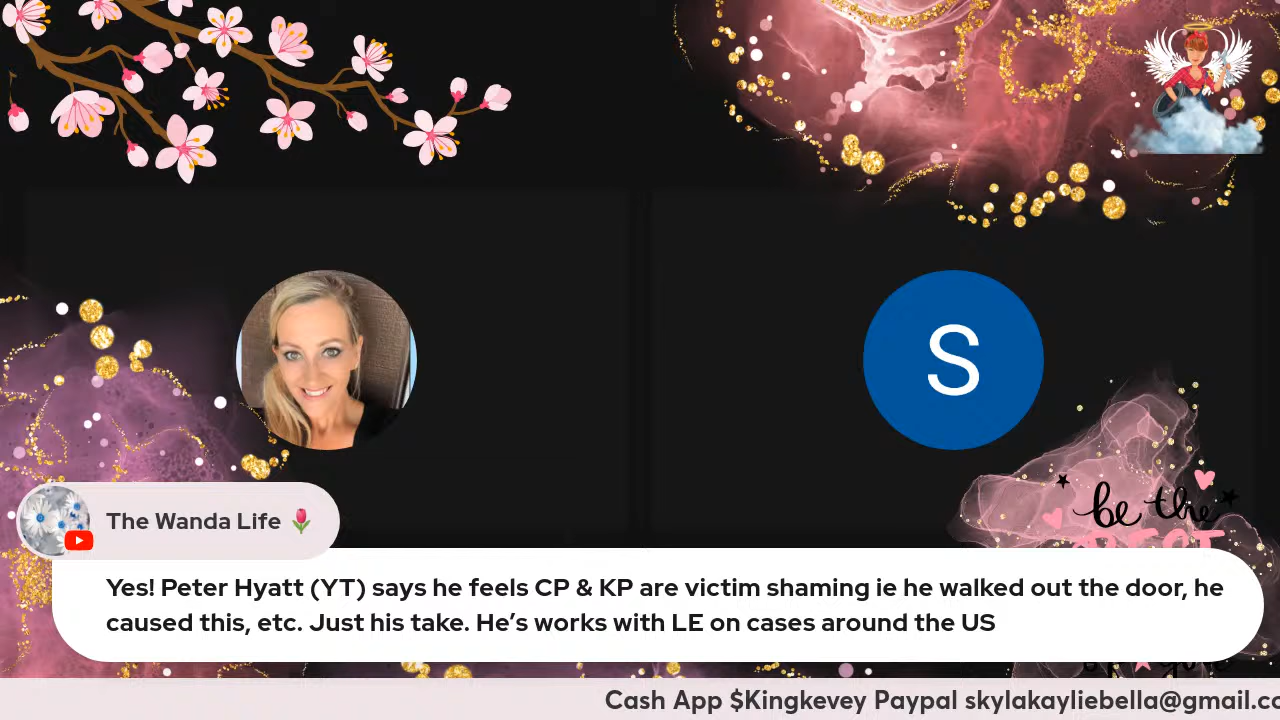 S
be the
The Wanda Life
Yes! Peter Hyatt (YT) says he feels CP & KP are victim shaming ie he walked out the door, he
caused this, etc. Just his take. He’s works with LE on cases around the US
Cash App $Kingkevey Paypal skylakayliebella@gmail.co